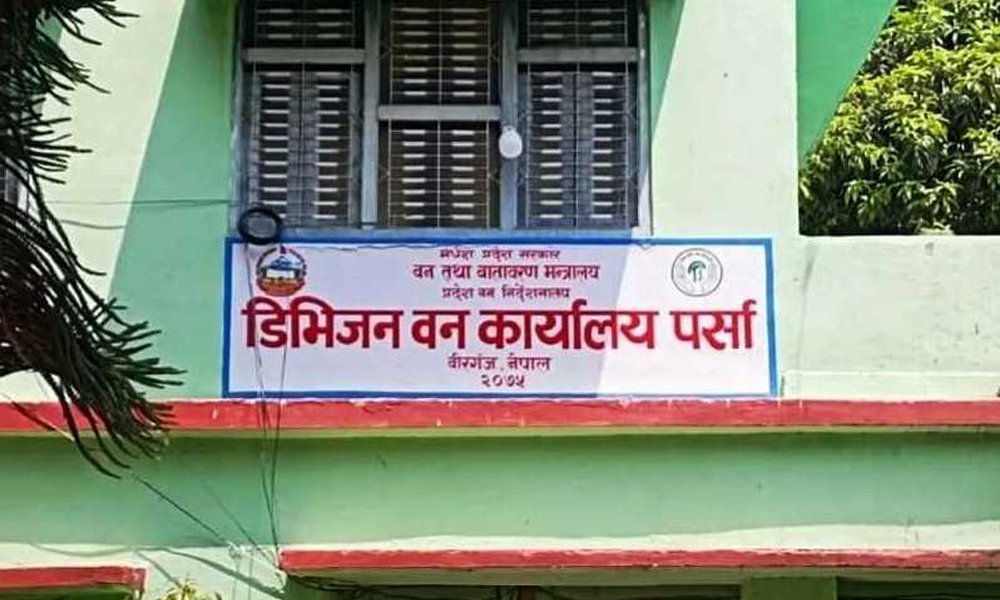 मधेश प्रदेश सरकार
वन तथा वातावरण मन्त्रालय
प्रदेश वन निर्देशनालय
डिभिजन वन कार्यालय पर्सा
वीरगंज, नेपाल
२०७५